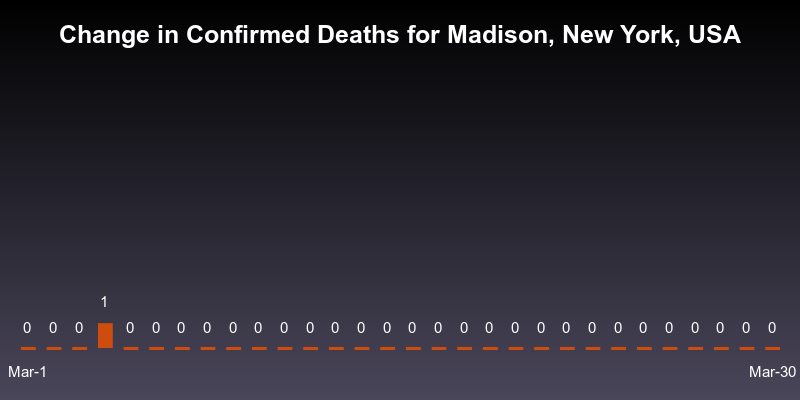 Change in Confirmed Deaths for Madison, New York, USA
1
0 0 0 0 0 0 0 0 0 0 0 0 0 0 0 0 0 0 0 0 0 0 0 0 0 0 0 0 0
Mar-1 Mar-30